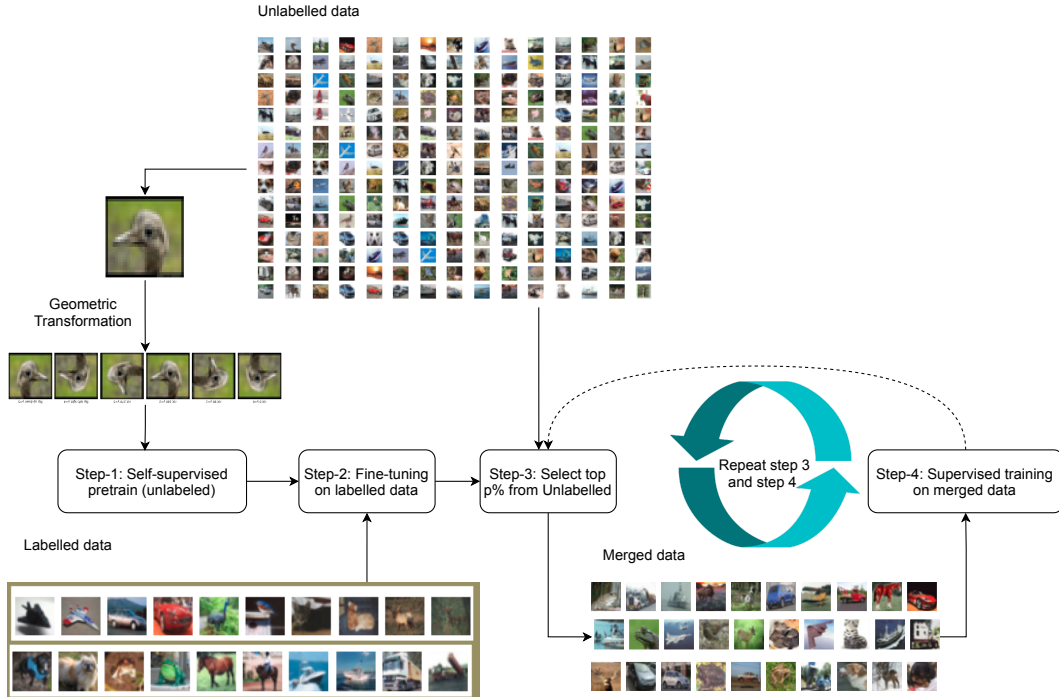 Unlabelled data
Geometric
Transformation
Step-1: Self-supervised
pretrain (unlabeled)
Step-2: Fine-tuning
on labelled data
Step-3: Select top
p% from Unlabelled
Repeat step 3
and step 4
Step-4: Supervised training
on merged data
Labelled data
Merged data